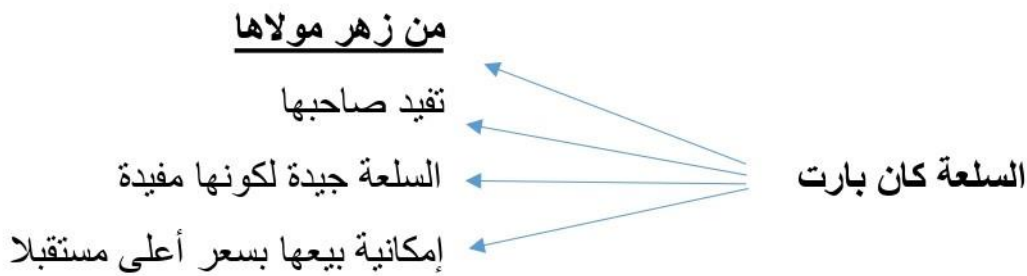 من زهر مولاها
تفيد صاحبها
السلعة جيدة لكونها مفيدة
السلعة كان بارت
إمكانية بيعها بسعر أعلى مستقبلا